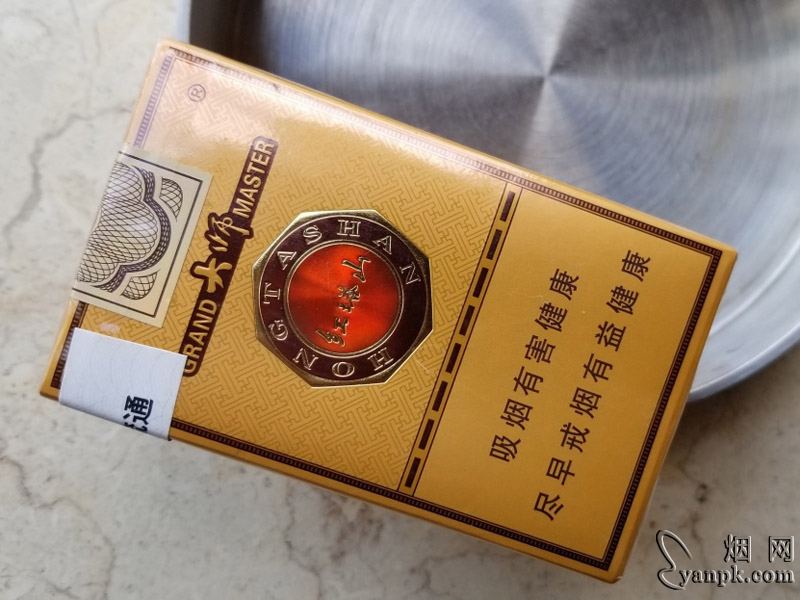 ®
GRAND 大师 MASTER
HONGTASHAN
红塔山
吸烟有害健康
尽早戒烟有益健康
通
烟网
yanpk.com